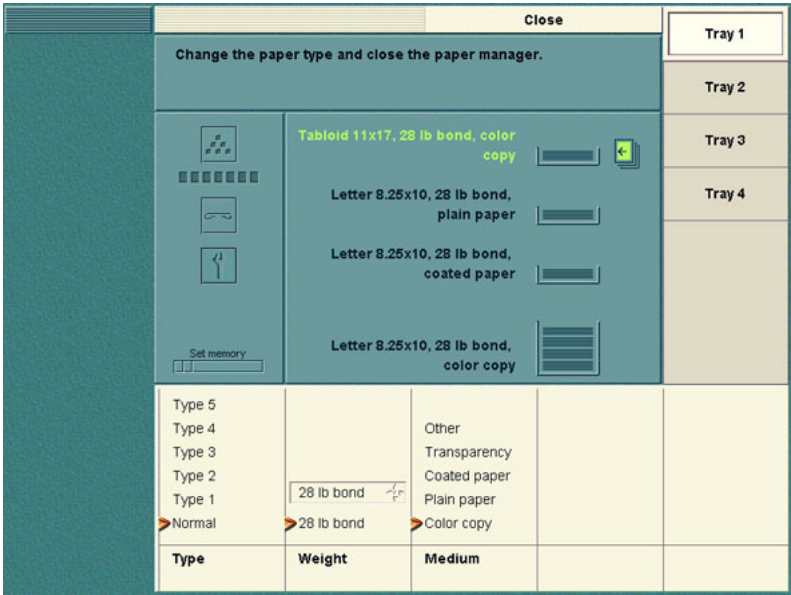 Close
Tray 1
Change the paper type and close the paper manager.
Tray 2
Tabloid 11x17, 28 lb bond, color
copy
Tray 3
Letter 8.25x10, 28 lb bond,
plain paper
Tray 4
Letter 8.25x10, 28 lb bond,
coated paper
Set memory
Letter 8.25x10, 28 lb bond,
color copy
Type 5
Type 4
Type 3
Type 2
Type 1
Normal
Type
28 lb bond
28 lb bond
Weight
Other
Transparency
Coated paper
Plain paper
Color copy
Medium